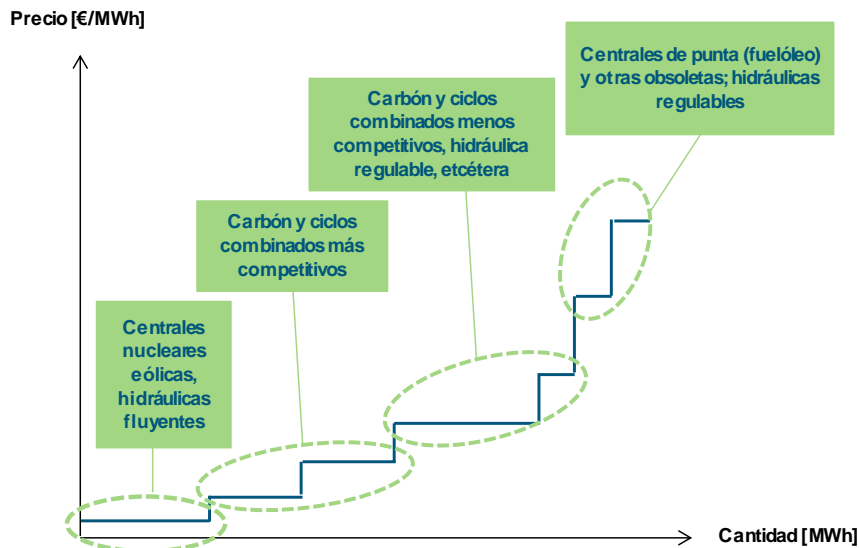 Precio [€/MWh]
Centrales de punta (fuelóleo)
y otras obsoletas; hidráulicas
regulables
Carbón y ciclos
combinados menos
competitivos, hidráulica
regulable, etcétera
Carbón y ciclos
combinados más
competitivos
Centrales
nucleares
eólicas,
hidráulicas
fluyentes
Cantidad [MWh]